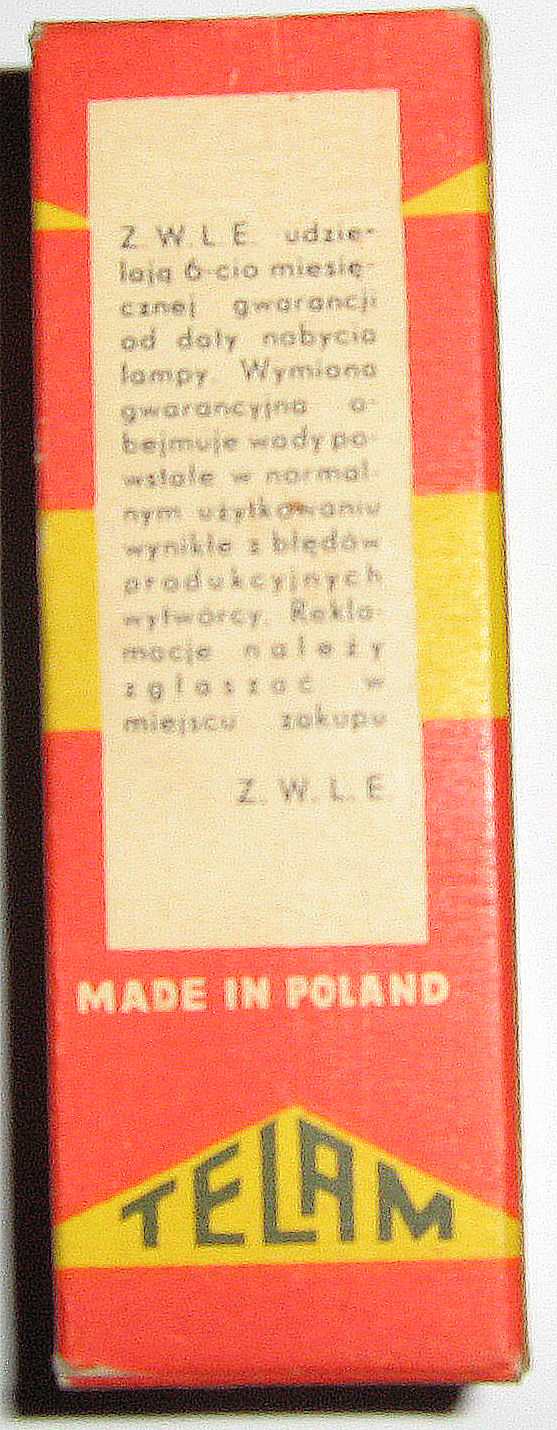 Z. W. L. E. udzie-
lają 6-cio miesię-
cznej gwarancji
od daty nabycia
lampy. Wymiana
gwarancyjna o-
bejmuje wady po-
wstałe w normal-
nym użytkowaniu
wynikłe z błędów
produkcyjnych
wytwórcy. Rekla-
macje należy
zgłaszać w
miejscu zakupu
Z. W. L. E.
MADE IN POLAND
TELAM